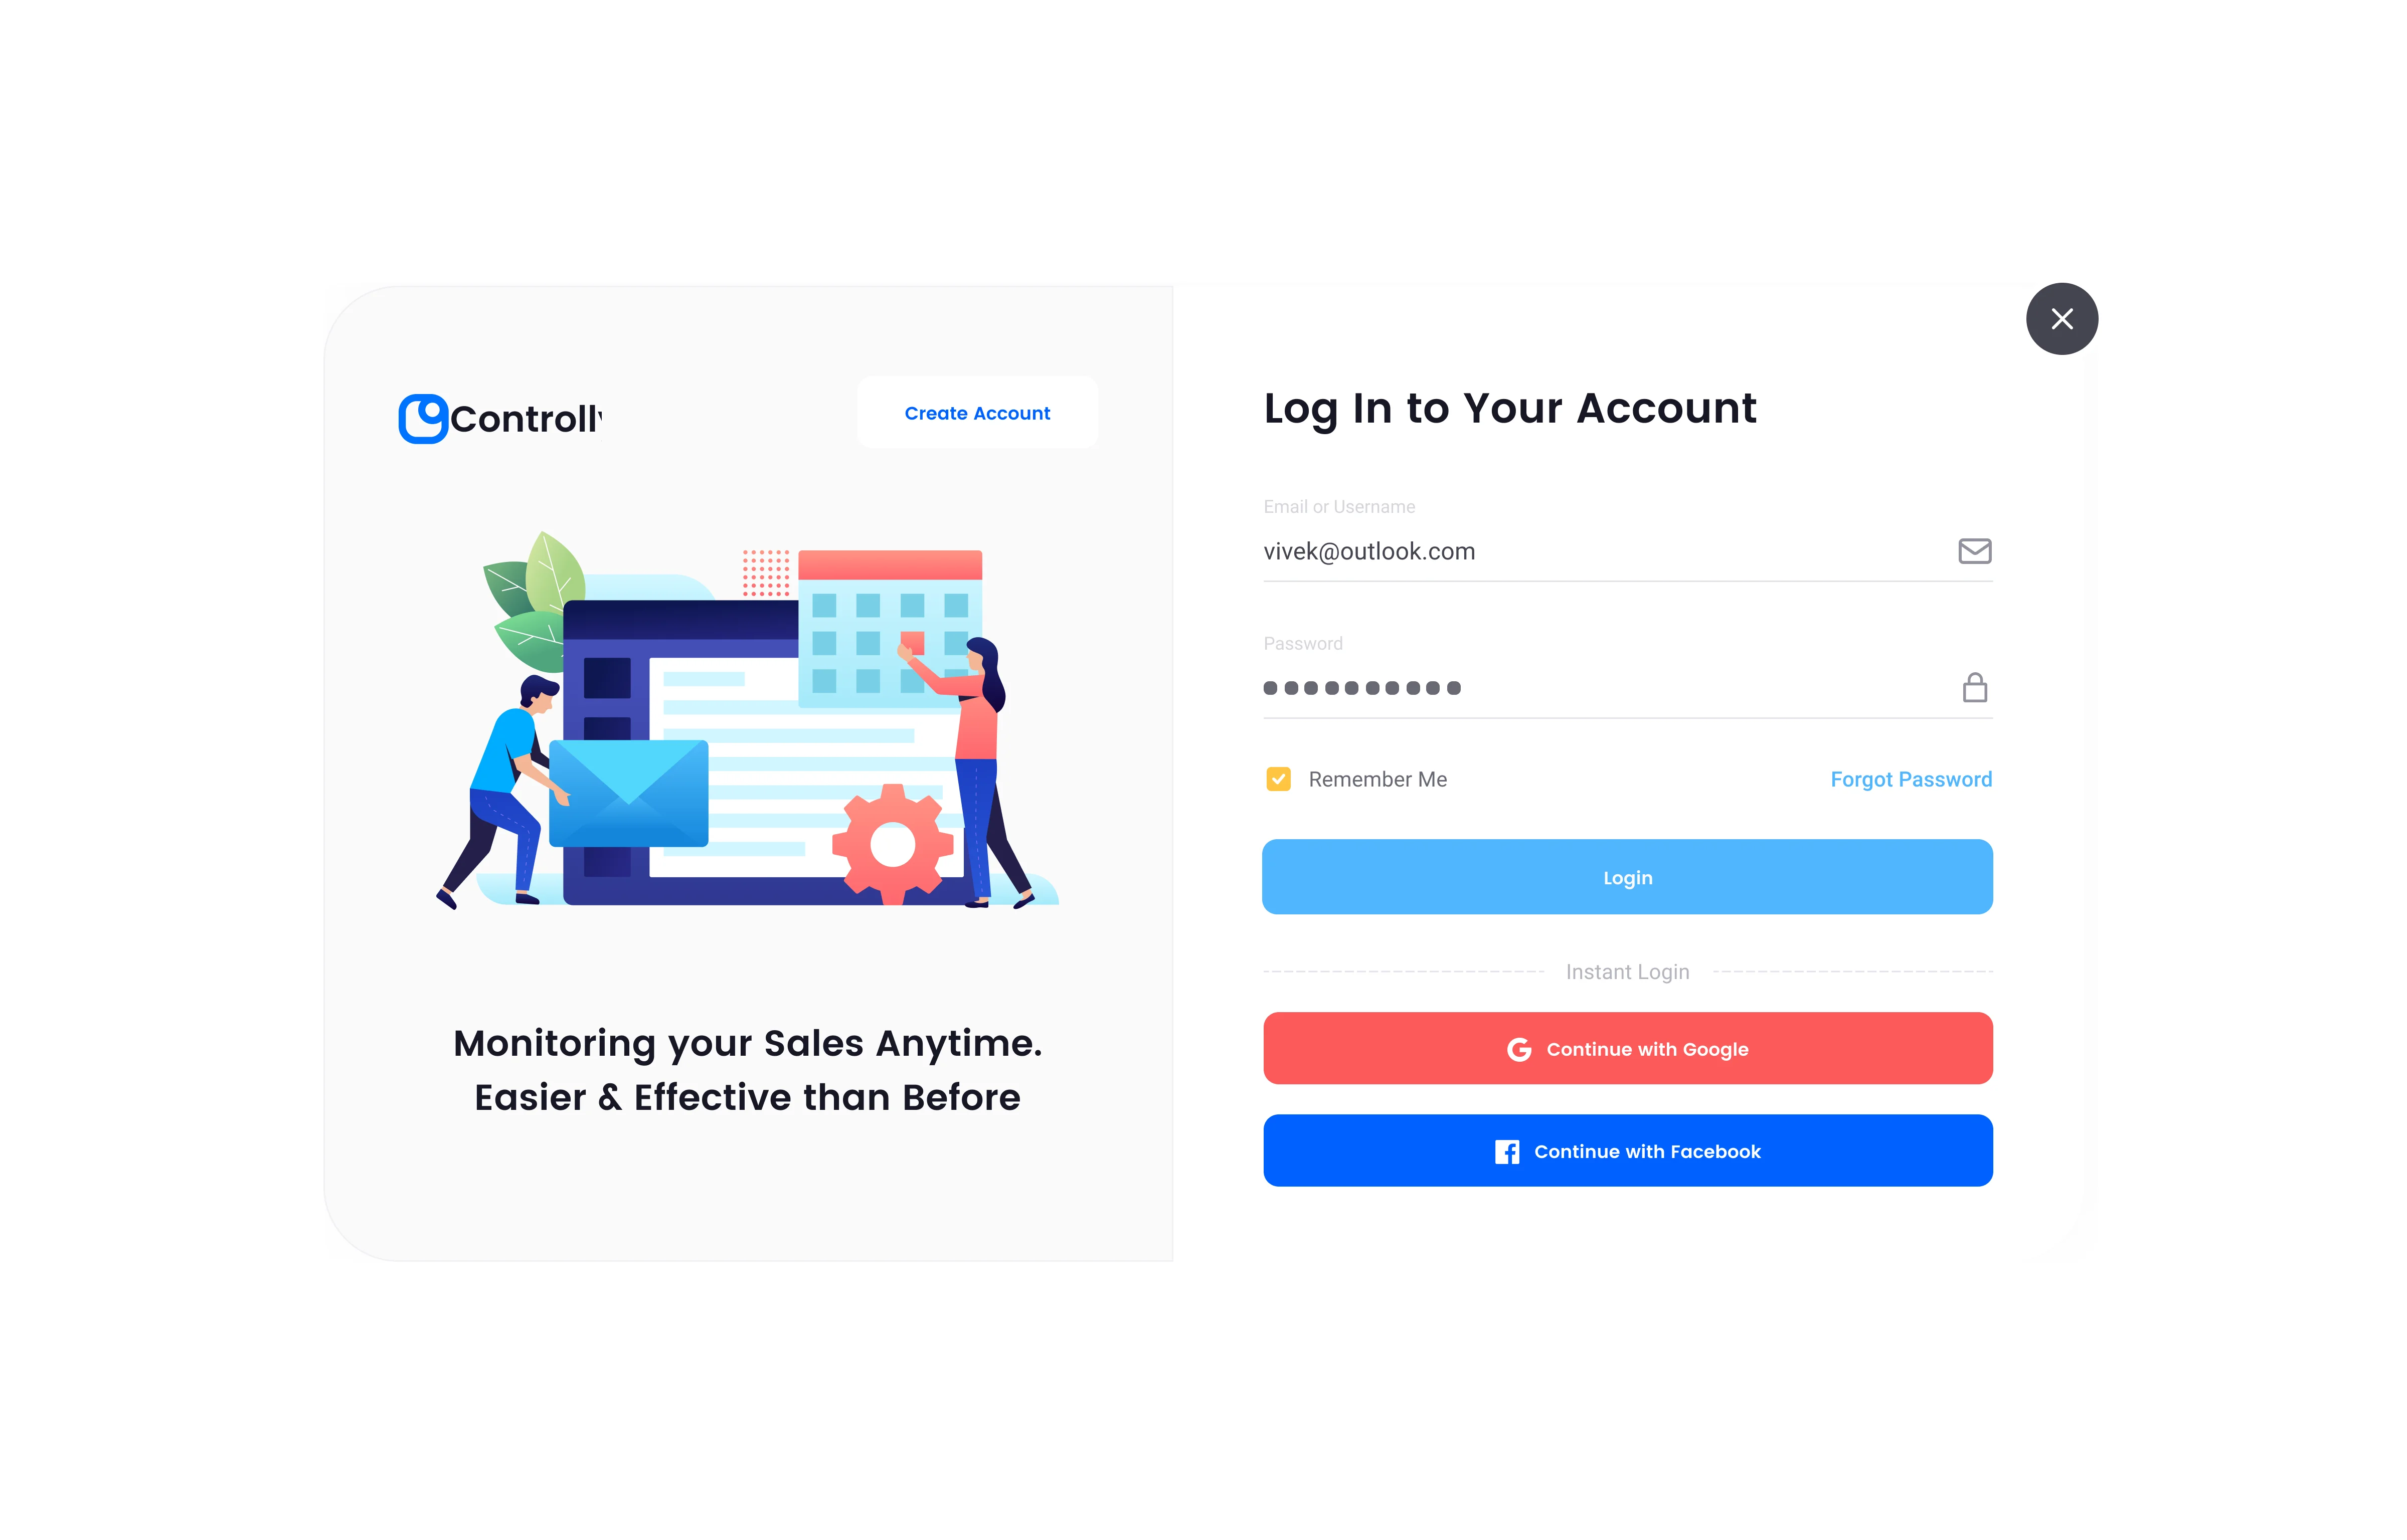 Controlly
Create Account
Monitoring your Sales Anytime.
Easier & Effective than Before
Log In to Your Account
Email or Username
vivek@outlook.com
Password
Remember Me
Forgot Password
Login
Instant Login
Continue with Google
Continue with Facebook